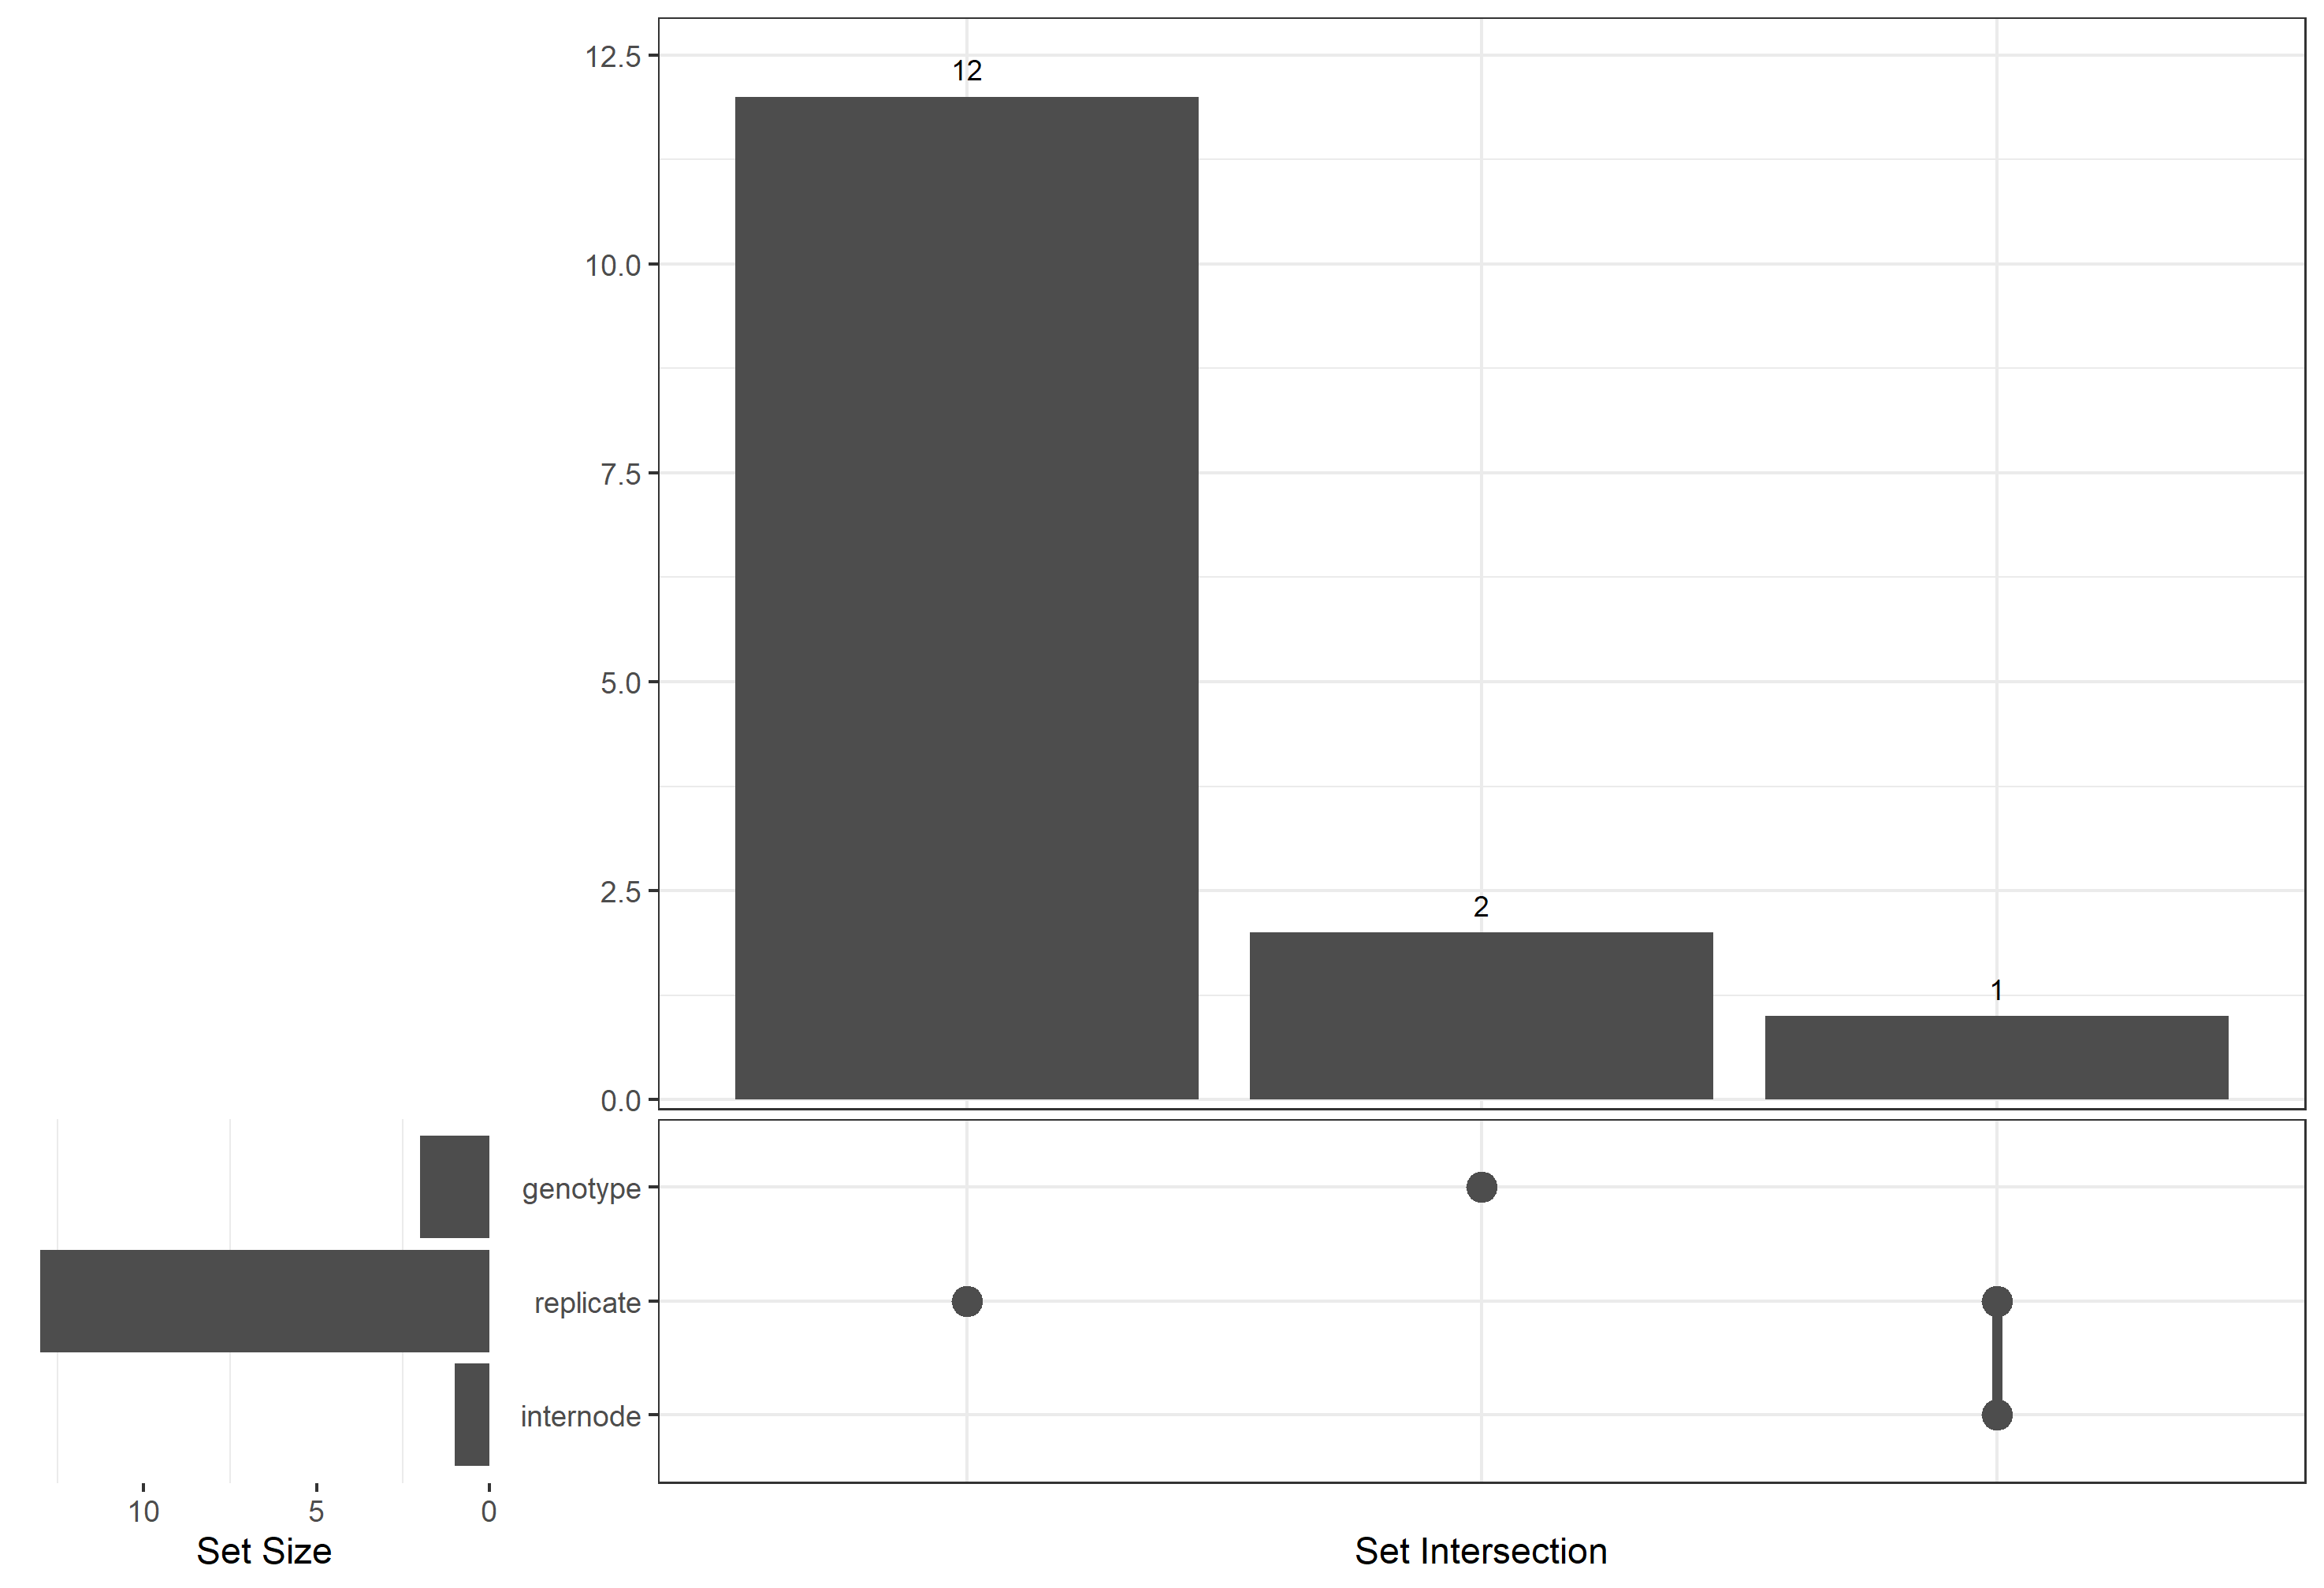 12.5
12
10.0
7.5
5.0
2.5
2
1
0.0
genotype
replicate
internode
10 5 0
Set Size
Set Intersection